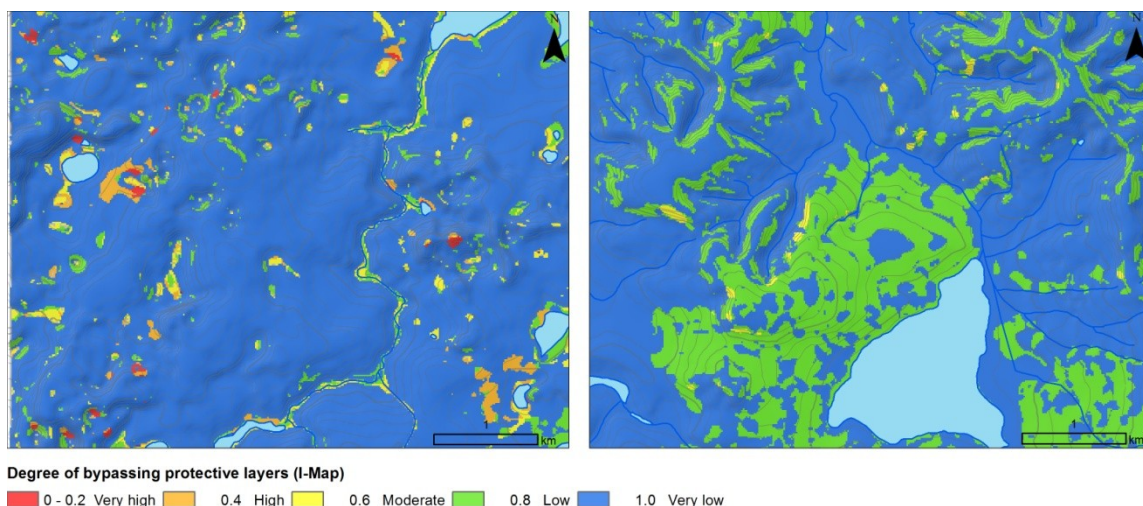 N
N
1
km
1
km
Degree of bypassing protective layers (I-Map)
0 - 0.2 Very high 0.4 High 0.6 Moderate 0.8 Low 1.0 Very low